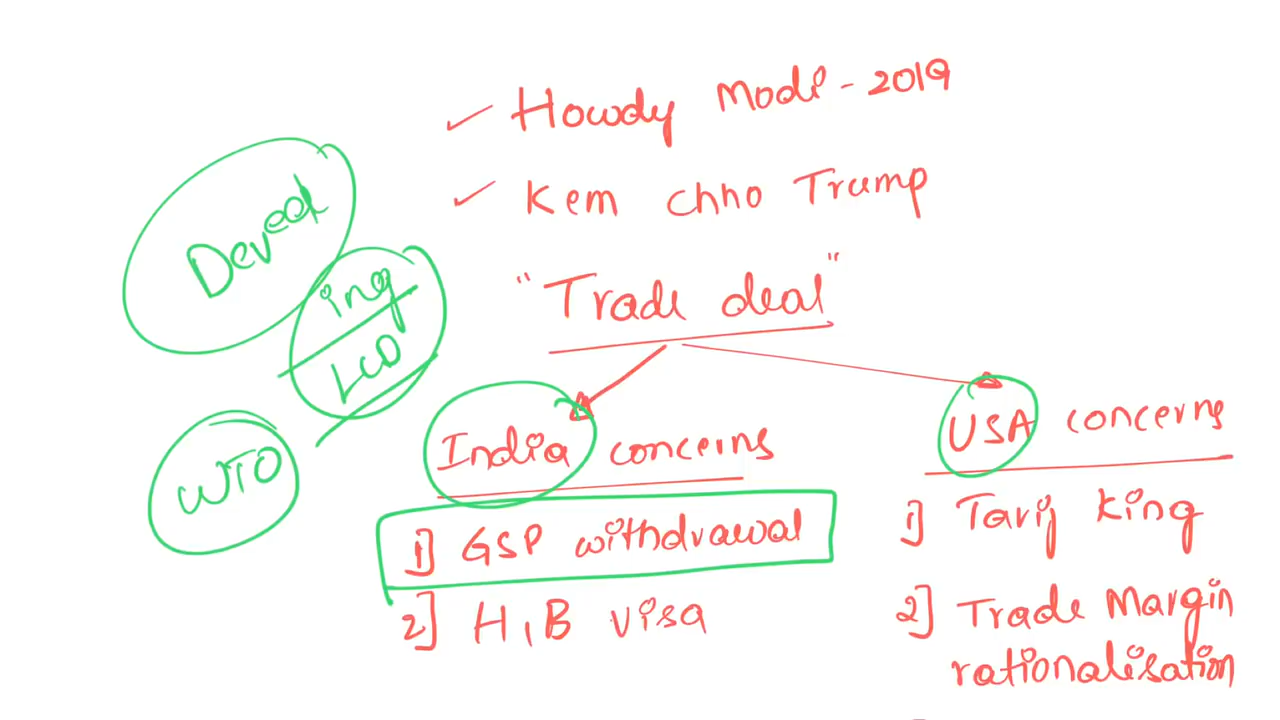 Howdy Modi - 2019
Kem chho Trump
"Trade deal"
Deved
ing
LCD
WTO
India concerns
1] GSP withdrawal
2] H1B visa
USA concerns
1] Tarif King
2] Trade Margin
rationalisation